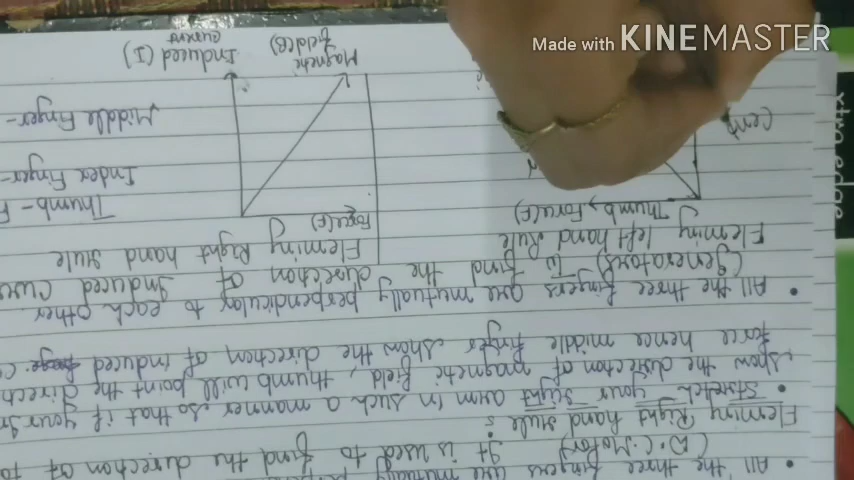 • All the three fingers are mutually
(D.C. Motor) It is used to find the direction of
Fleming Right hand rule :
• Stretch your right arm in such a manner so that if your
show the direction of magnetic field, thumb will point the
force hence middle finger show the direction of induced
• All the three fingers are mutually perpendicular to each other
(Generators) To find the direction of Induced
Fleming left hand Rule
Fleming Right hand rule
Thumb, Force(F)
Force(F)
Thumb -
Index Finger -
Middle Finger -
Magnetic
field(B)
Induced (I)
current
xtra edge
Made with KINEMASTER